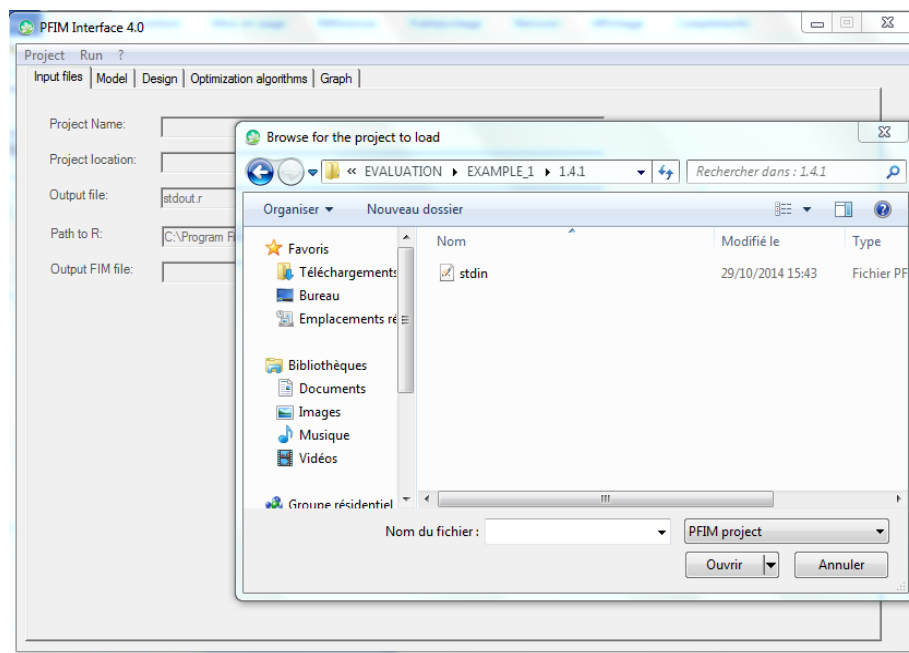 PFIM Interface 4.0
Project Run ?
Input files Model Design Optimization algorithms Graph
Project Name:
Project location:
Output file: stdout.r
Path to R: C:\Program
Output FIM file:
Browse for the project to load
« EVALUATION EXAMPLE_1 1.4.1 Rechercher dans : 1.4.1
Organiser Nouveau dossier
Favoris
Téléchargements
Bureau
Emplacements ré
Bibliothèques
Documents
Images
Musique
Vidéos
Groupe résidentiel
Nom Modifié le Type
stdin 29/10/2014 15:43 Fichier PF
Nom du fichier : PFIM project
Ouvrir Annuler